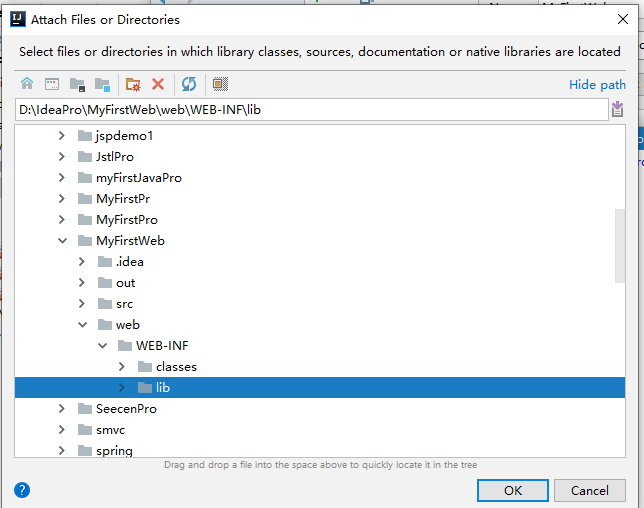 Attach Files or Directories
Select files or directories in which library classes, sources, documentation or native libraries are located
Hide path
D:\IdeaPro\MyFirstWeb\web\WEB-INF\lib
jspdemo1
JstlPro
myFirstJavaPro
MyFirstPr
MyFirstPro
MyFirstWeb
.idea
out
src
web
WEB-INF
classes
lib
SeecenPro
smvc
spring
Drag and drop a file into the space above to quickly locate it in the tree
?
OK Cancel